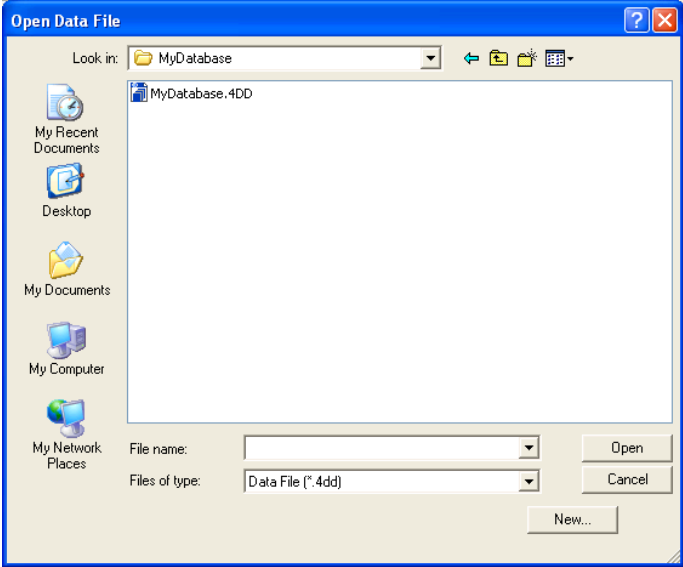 Open Data File
Look in: MyDatabase
MyDatabase.4DD
My Recent
Documents
Desktop
My Documents
My Computer
My Network
Places
File name:
Open
Files of type: Data File (*.4dd)
Cancel
New...